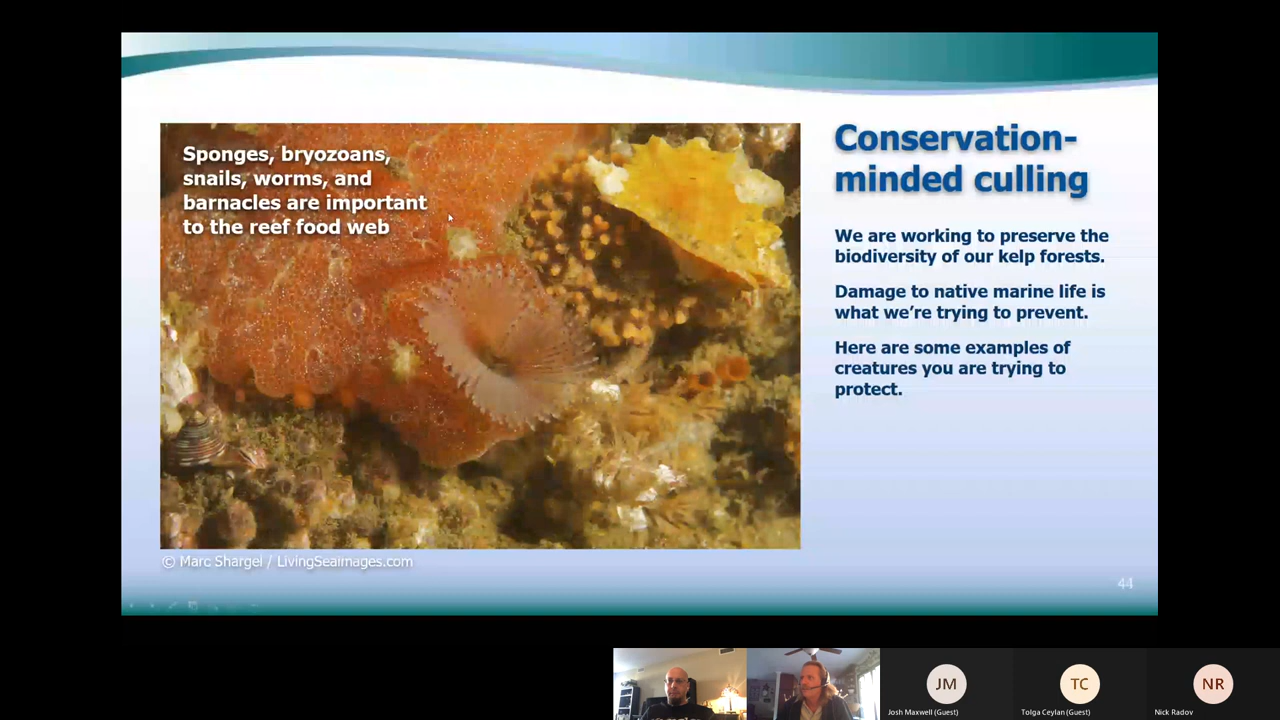 Sponges, bryozoans,
snails, worms, and
barnacles are important
to the reef food web
Conservation-
minded culling
We are working to preserve the
biodiversity of our kelp forests.
Damage to native marine life is
what we're trying to prevent.
Here are some examples of
creatures you are trying to
protect.
© Marc Shargel / LivingSeaimages.com
44
JM
TC
NR
Josh Maxwell (Guest)
Tolga Ceylan (Guest)
Nick Radov